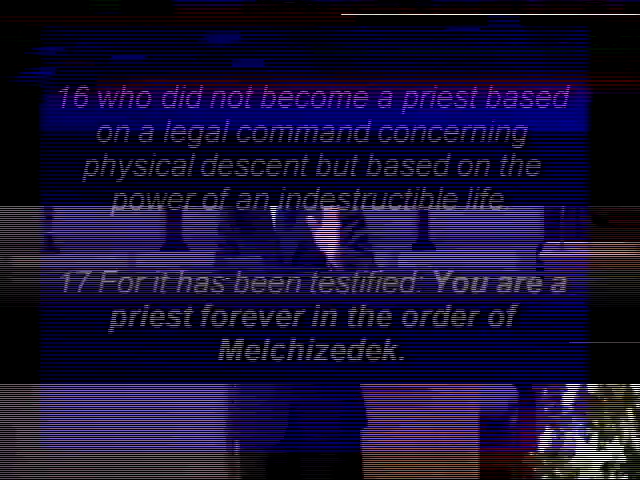 16 who did not become a priest based
on a legal command concerning
physical descent but based on the
power of an indestructible life.
17 For it has been testified: You are a
priest forever in the order of
Melchizedek.